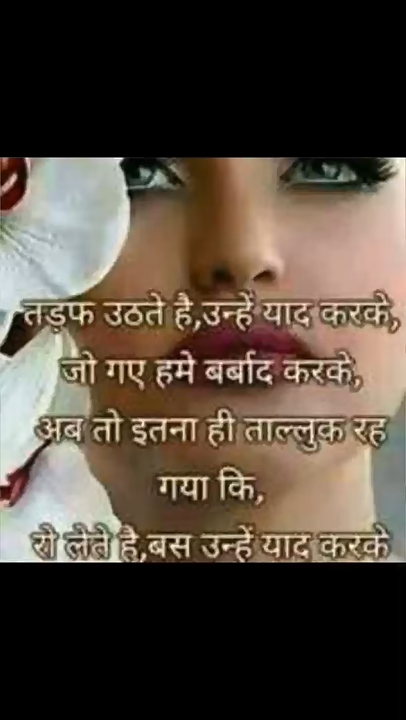 तड़फ उठते है,उन्हें याद करके,
जो गए हमे बर्बाद करके,
अब तो इतना ही ताल्लुक रह
गया कि,
रो लेते है,बस उन्हें याद करके